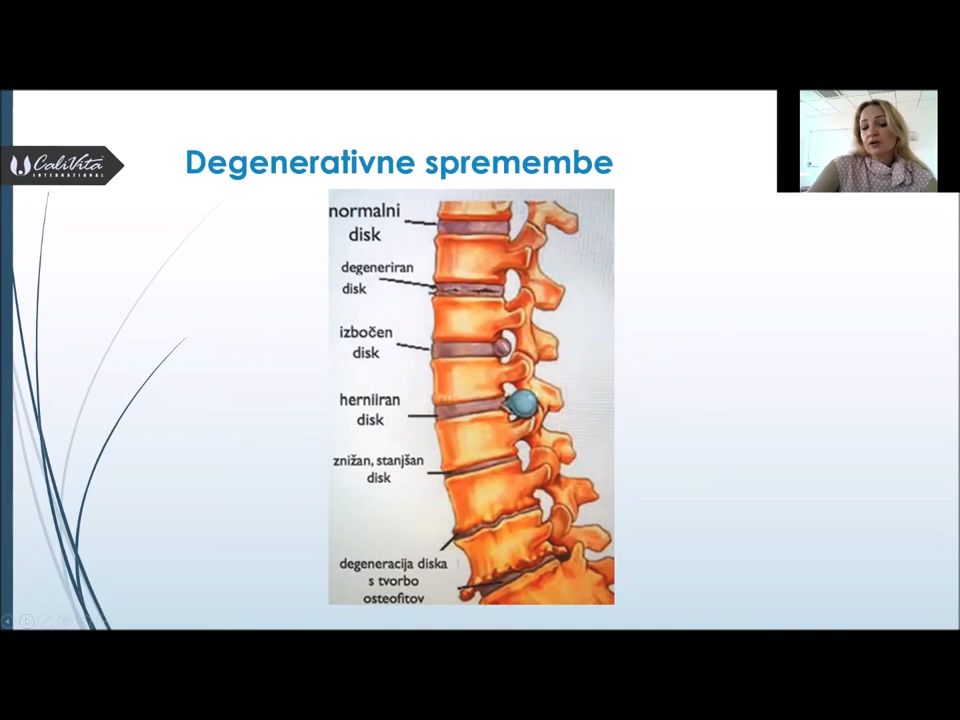 CaliVita
INTERNATIONAL
Degenerativne spremembe
normalni
disk
degeneriran
disk
izbočen
disk
herniiran
disk
znižan, stanjšan
disk
degeneracija diska
s tvorbo
osteofitov